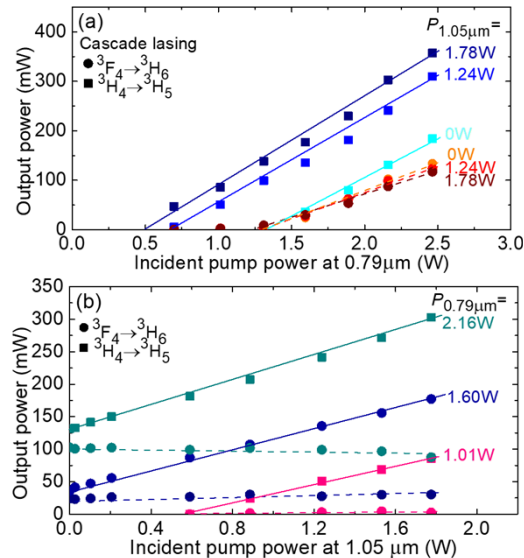 (a)
P1.05μm=
Cascade lasing
³F₄→³H₆
³H₄→³H₅
1.78W
1.24W
0W
0W
1.24W
1.78W
Output power (mW)
400
300
200
100
0
0.0 0.5 1.0 1.5 2.0 2.5 3.0
Incident pump power at 0.79μm (W)
(b)
P0.79μm=
³F₄→³H₆
³H₄→³H₅
2.16W
1.60W
1.01W
Output power (mW)
350
300
250
200
150
100
50
0
0.0 0.4 0.8 1.2 1.6 2.0
Incident pump power at 1.05 μm (W)